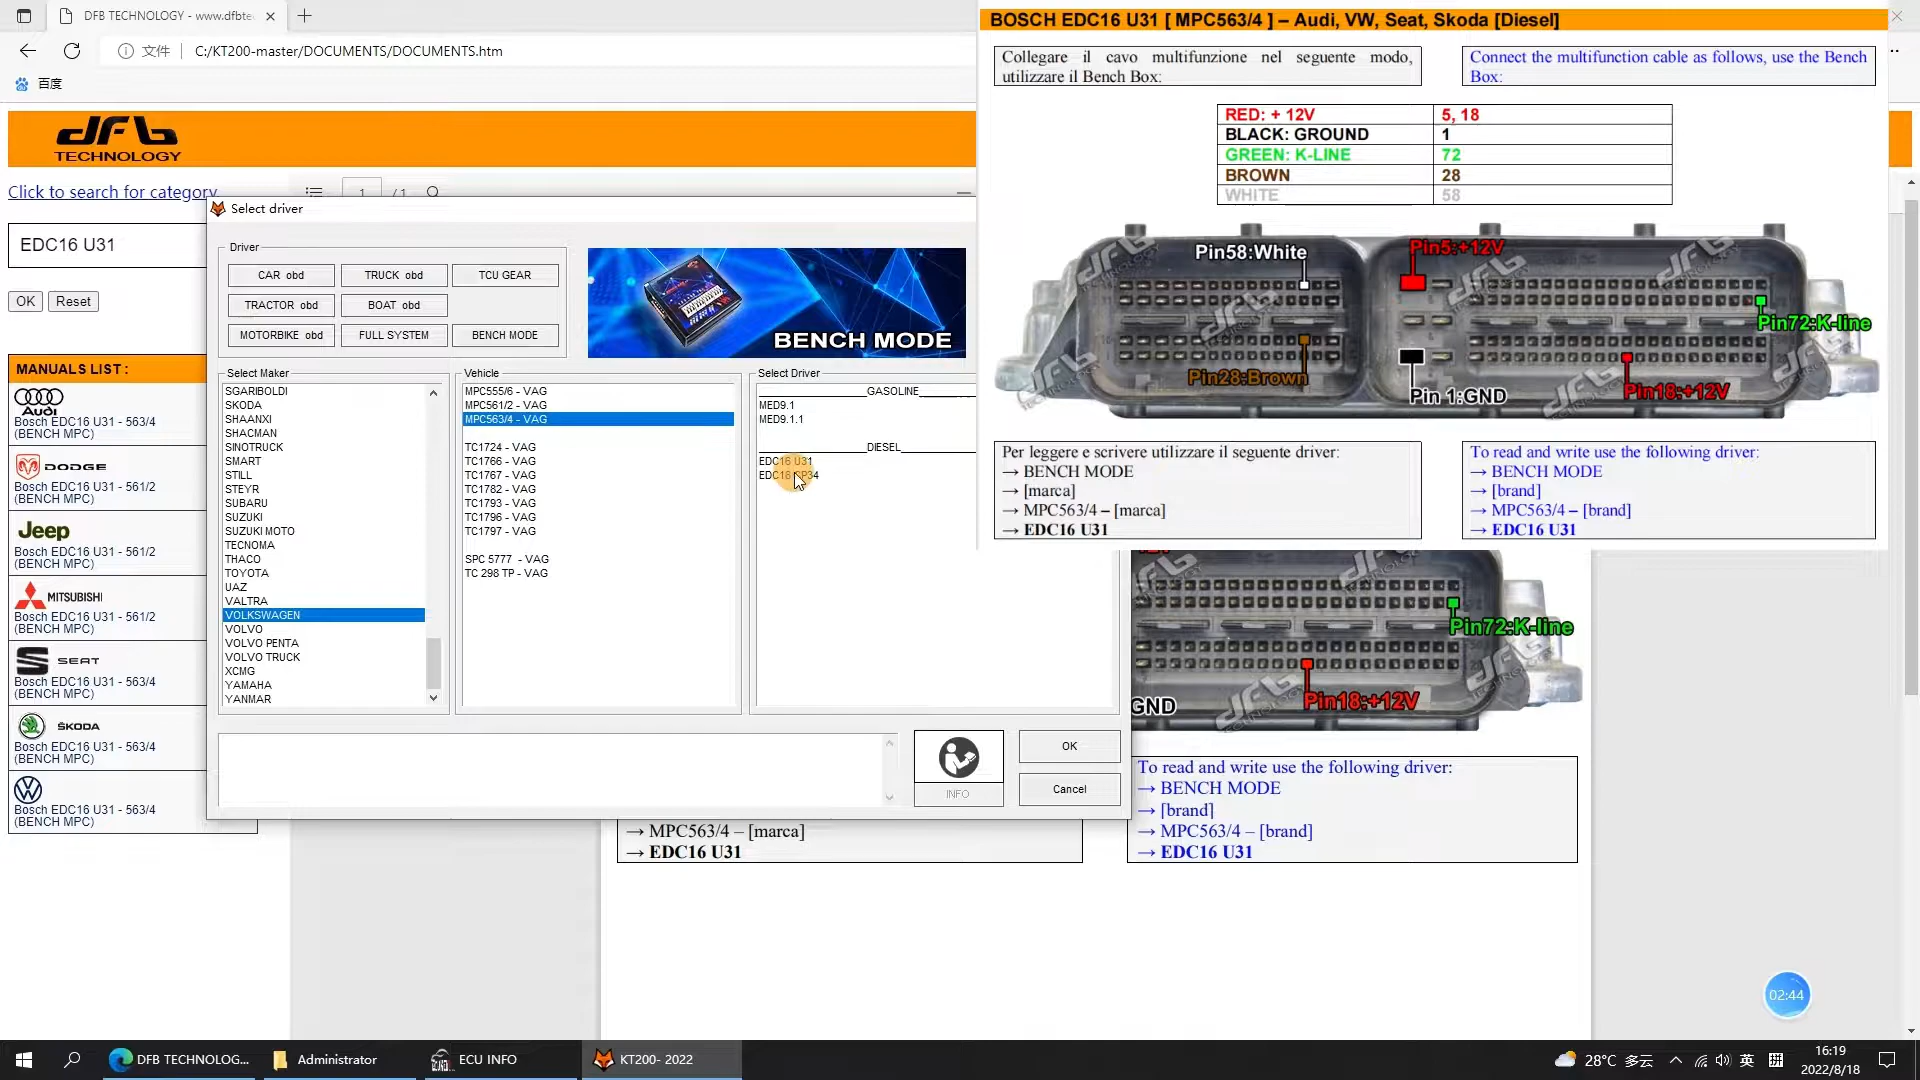 DFB TECHNOLOGY - www.dfbte
文件
C:/KT200-master/DOCUMENTS/DOCUMENTS.htm
百度
dfb
TECHNOLOGY
Click to search for category
1 / 1
EDC16 U31
OK
Reset
MANUALS LIST :
Audi
Bosch EDC16 U31 - 563/4
(BENCH MPC)
DODGE
Bosch EDC16 U31 - 561/2
(BENCH MPC)
Jeep
Bosch EDC16 U31 - 561/2
(BENCH MPC)
MITSUBISHI
Bosch EDC16 U31 - 561/2
(BENCH MPC)
SEAT
Bosch EDC16 U31 - 563/4
(BENCH MPC)
ŠKODA
Bosch EDC16 U31 - 563/4
(BENCH MPC)
Bosch EDC16 U31 - 563/4
(BENCH MPC)
Select driver
Driver
CAR obd
TRUCK obd
TCU GEAR
TRACTOR obd
BOAT obd
MOTORBIKE obd
FULL SYSTEM
BENCH MODE
BENCH MODE
Select Maker
SGARIBOLDI
SKODA
SHAANXI
SHACMAN
SINOTRUCK
SMART
STILL
STEYR
SUBARU
SUZUKI
SUZUKI MOTO
TECNOMA
THACO
TOYOTA
UAZ
VALTRA
VOLKSWAGEN
VOLVO
VOLVO PENTA
VOLVO TRUCK
XCMG
YAMAHA
YANMAR
Vehicle
MPC555/6 - VAG
MPC561/2 - VAG
MPC563/4 - VAG
TC1724 - VAG
TC1766 - VAG
TC1767 - VAG
TC1782 - VAG
TC1793 - VAG
TC1796 - VAG
TC1797 - VAG
SPC 5777 - VAG
TC 298 TP - VAG
Select Driver
GASOLINE
MED9.1
MED9.1.1
DIESEL
EDC16 U31
INFO
OK
Cancel
BOSCH EDC16 U31 [ MPC563/4 ] – Audi, VW, Seat, Skoda [Diesel]
Collegare il cavo multifunzione nel seguente modo,
utilizzare il Bench Box:
Connect the multifunction cable as follows, use the Bench
Box:
RED: + 12V 5, 18
BLACK: GROUND 1
GREEN: K-LINE 72
BROWN 28
WHITE 58
Pin58:White
Pin5:+12V
Pin72:K-line
Pin28:Brown
Pin 1:GND
Pin18:+12V
Per leggere e scrivere utilizzare il seguente driver:
→ BENCH MODE
→ [marca]
→ MPC563/4 – [marca]
→ EDC16 U31
To read and write use the following driver:
→ BENCH MODE
→ [brand]
→ MPC563/4 – [brand]
→ EDC16 U31
Pin72:K-line
Pin18:+12V
GND
→ MPC563/4 – [marca]
→ EDC16 U31
To read and write use the following driver:
→ BENCH MODE
→ [brand]
→ MPC563/4 – [brand]
→ EDC16 U31
02:44
DFB TECHNOLOG...
Administrator
ECU INFO
KT200- 2022
28°C 多云
英
16:19
2022/8/18